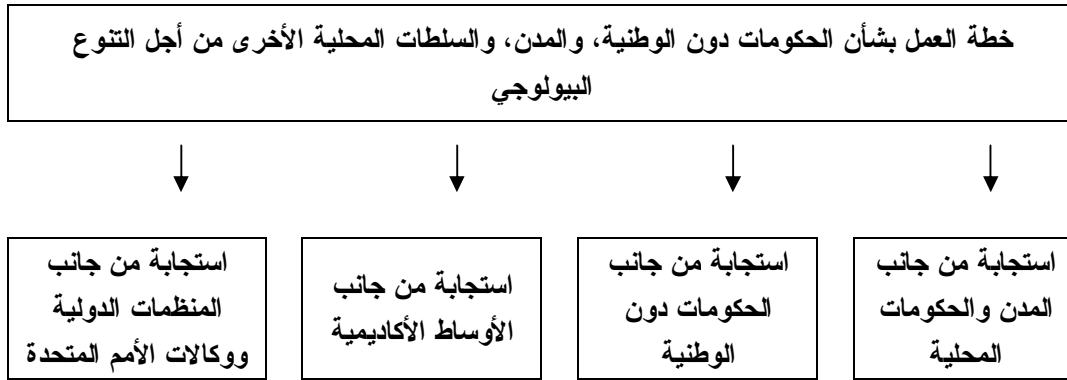 خطة العمل بشأن الحكومات دون الوطنية، والمدن، والسلطات المحلية الأخرى من أجل التنوع
البيولوجي
استجابة من جانب
المدن والحكومات
المحلية
استجابة من جانب
الحكومات دون
الوطنية
استجابة من جانب
الأوساط الأكاديمية
استجابة من جانب
المنظمات الدولية
ووكالات الأمم المتحدة